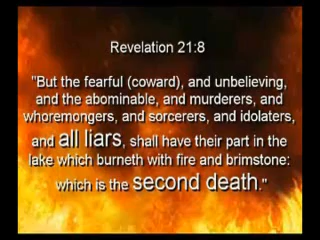 Revelation 21:8
"But the fearful (coward), and unbelieving,
and the abominable, and murderers, and
whoremongers, and sorcerers, and idolaters,
and all liars, shall have their part in the
lake which burneth with fire and brimstone:
which is the second death."